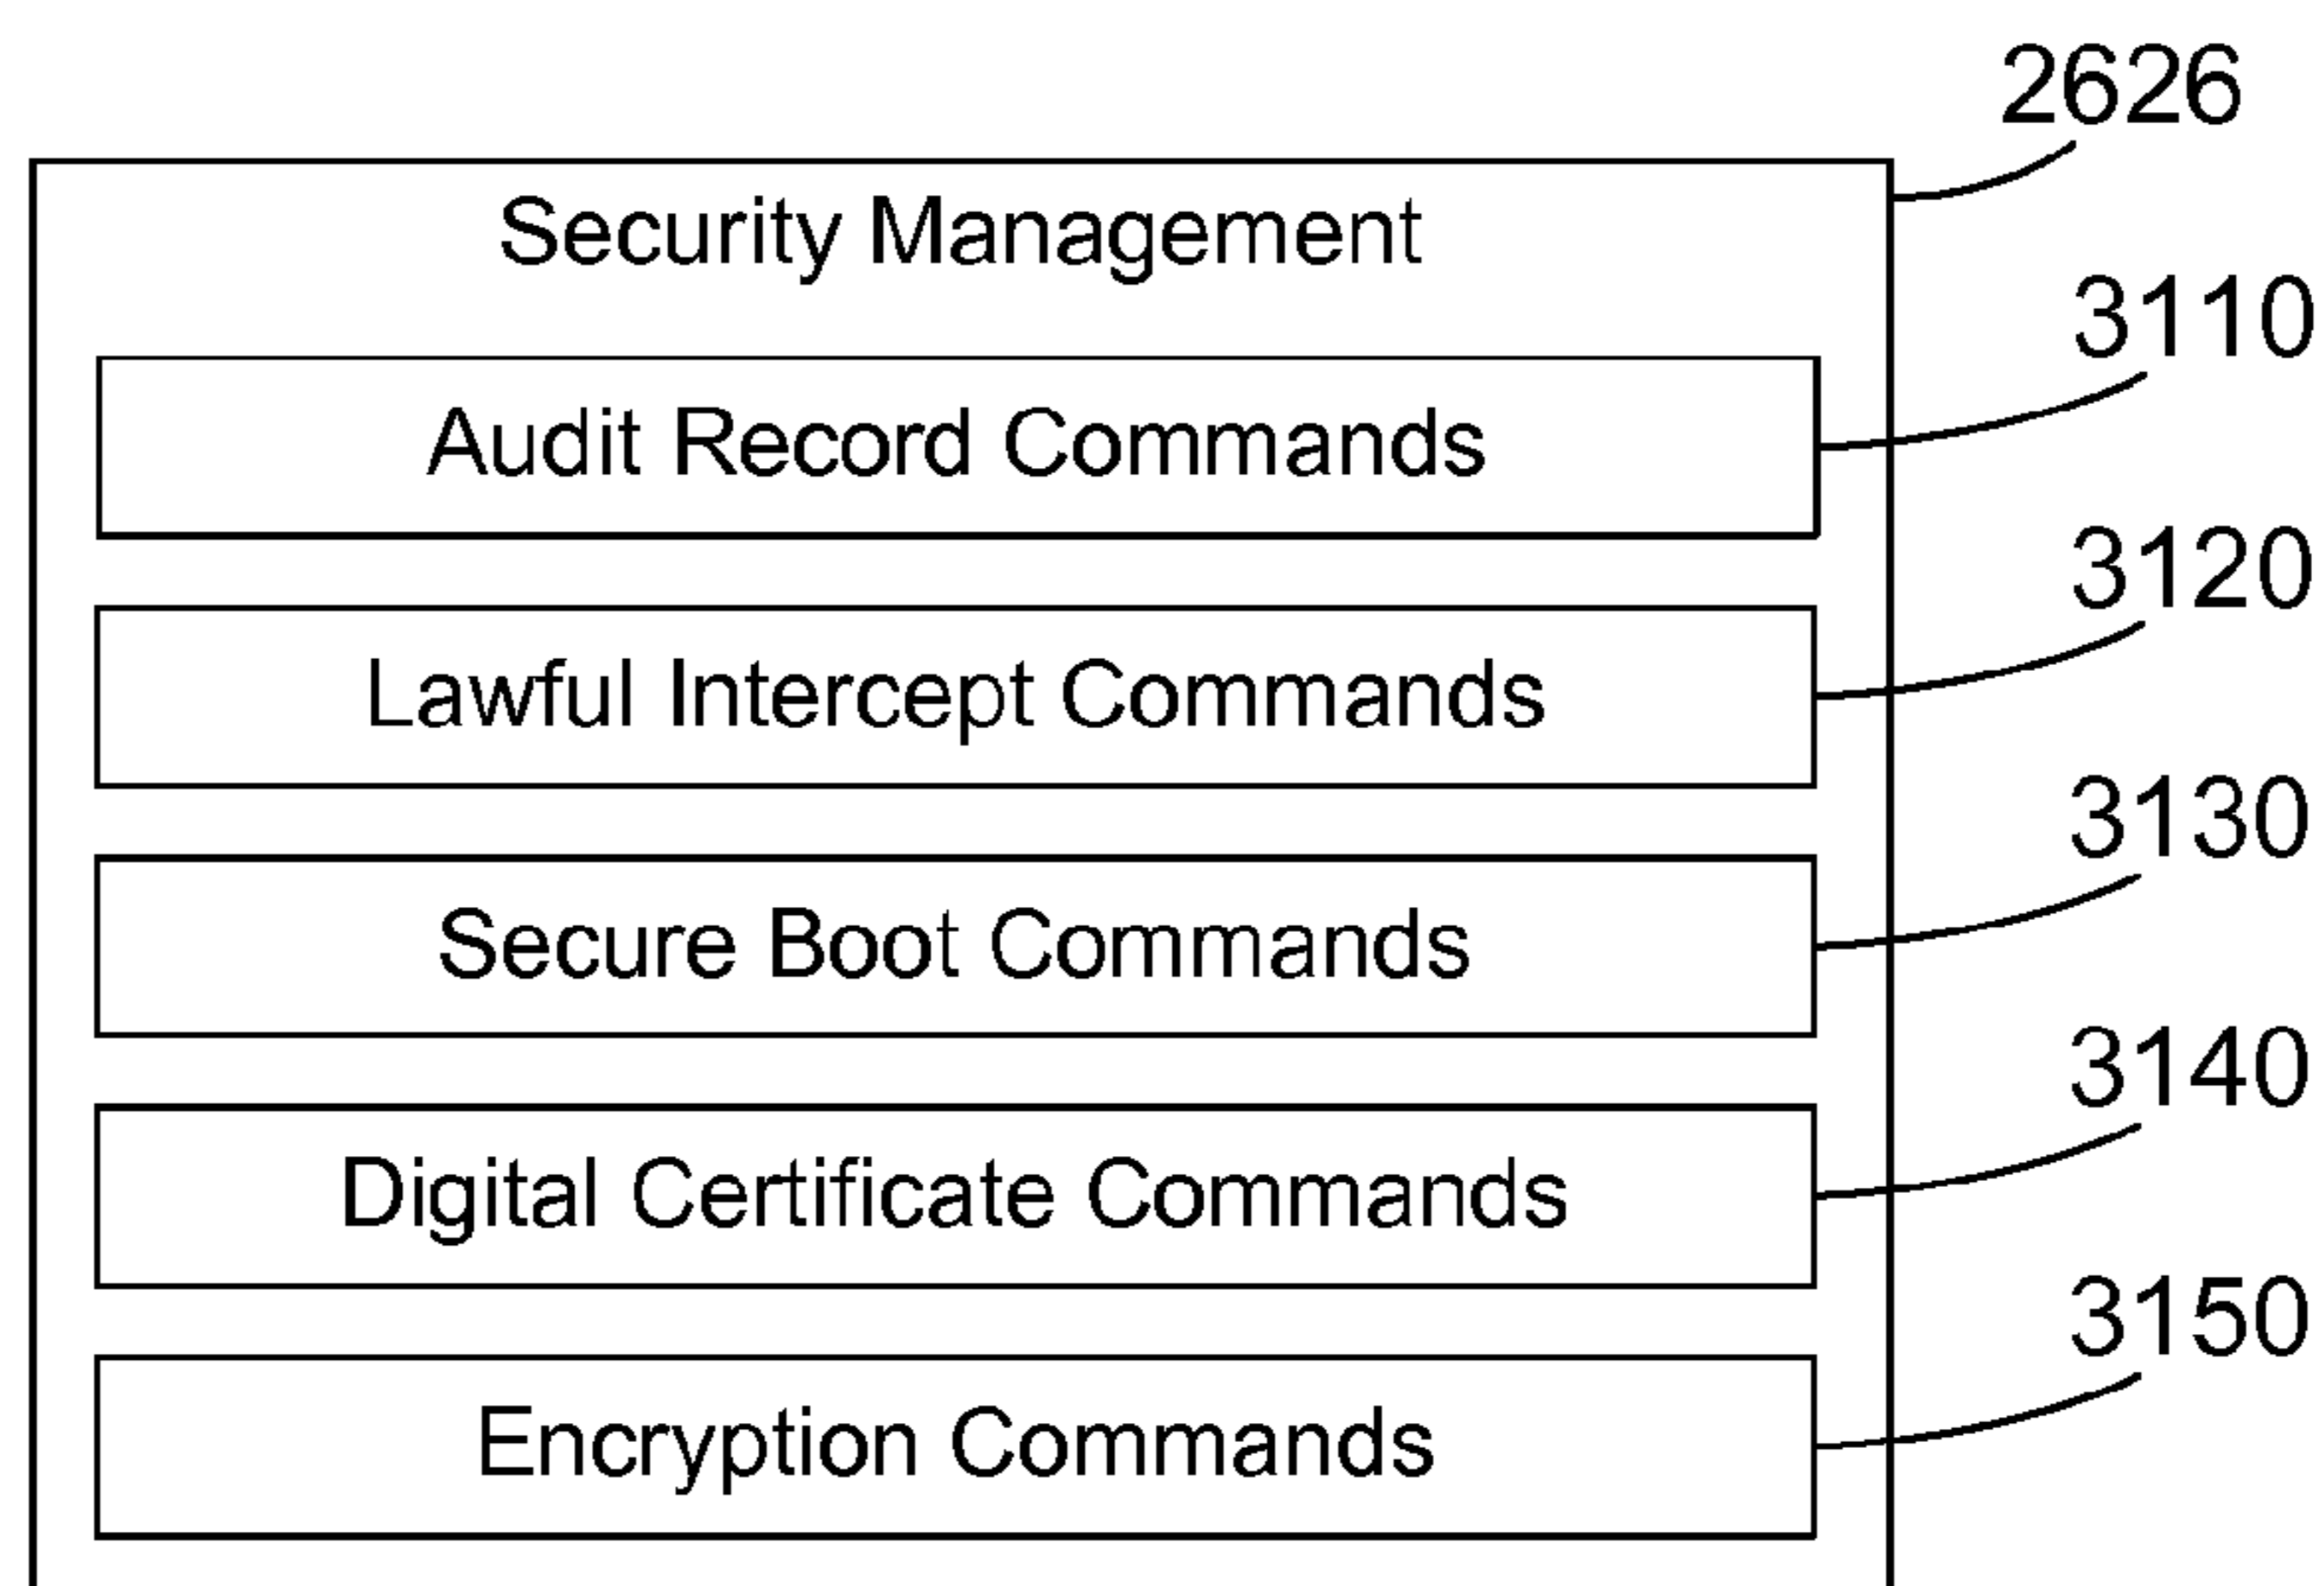 2626
Security Management
3110
Audit Record Commands
3120
Lawful Intercept Commands
3130
Secure Boot Commands
3140
Digital Certificate Commands
3150
Encryption Commands